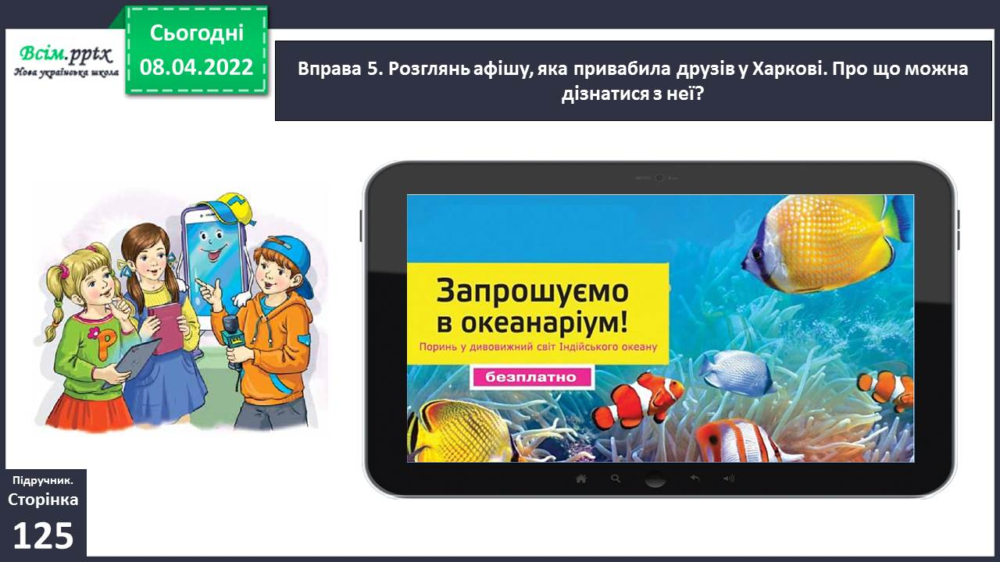 Сьогодні
08.04.2022
Всім.pptx
Нова українська школа
Вправа 5. Розглянь афішу, яка привабила друзів у Харкові. Про що можна
дізнатися з неї?
Запрошуємо
в океанаріум!
Поринь у дивовижний світ Індійського океану
безплатно
Підручник.
Сторінка
125